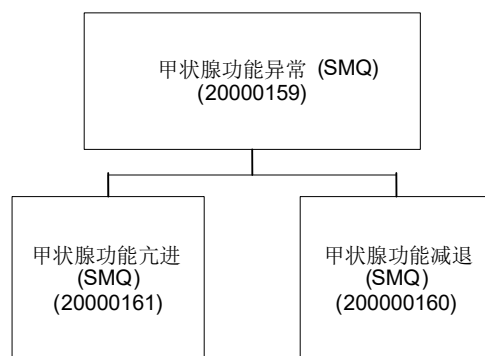 甲状腺功能异常 (SMQ)
(20000159)
甲状腺功能亢进
(SMQ)
(20000161)
甲状腺功能减退
(SMQ)
(200000160)